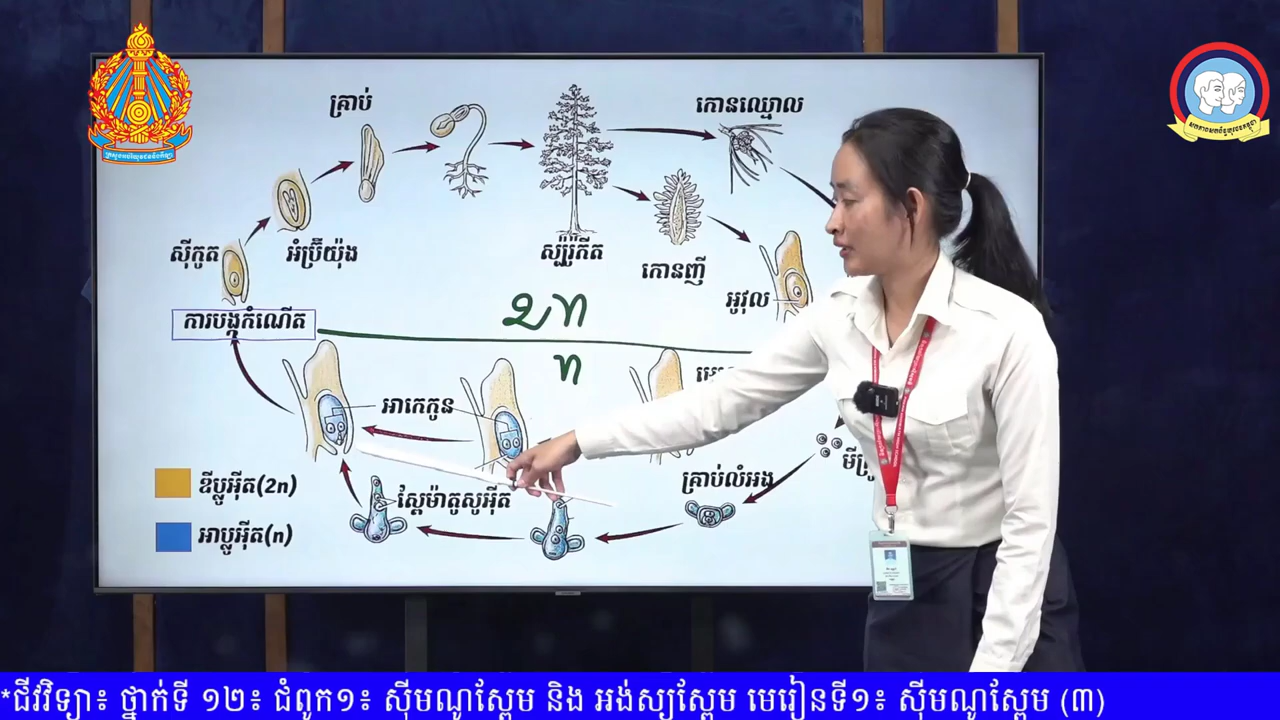 គ្រាប់
កោនឈ្មោល
ស៊ីកូត
អំប្រ៊ីយ៉ុង
ស្ប៉ូរ៉ូភីត
កោនញី
អូវុល
ការបង្កកំណើត
2n
n
អាកេកូន
ឌីប្លូអ៊ីត(2n)
ស្ពែម៉ាតូសូអ៊ីត
គ្រាប់លំអង
អាប្លូអ៊ីត(n)
*ជីវវិទ្យា៖ ថ្នាក់ទី ១២៖ ជំពូក១៖ ស៊ីមណូស្ពែម និង អង់ស្យូស្ពែម មេរៀនទី១៖ ស៊ីមណូស្ពែម (៣)